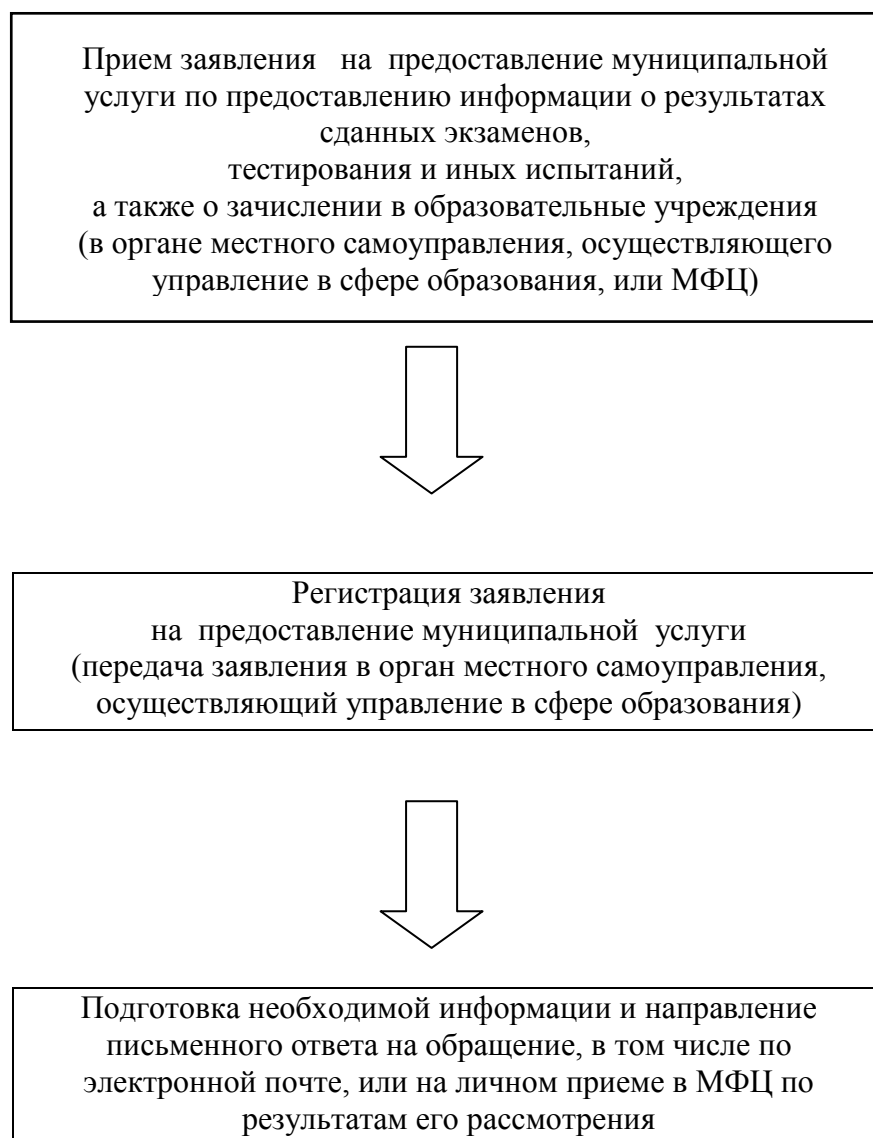 Прием заявления на предоставление муниципальной
услуги по предоставлению информации о результатах
сданных экзаменов,
тестирования и иных испытаний,
а также о зачислении в образовательные учреждения
(в органе местного самоуправления, осуществляющего
управление в сфере образования, или МФЦ)
Регистрация заявления
на предоставление муниципальной услуги
(передача заявления в орган местного самоуправления,
осуществляющий управление в сфере образования)
Подготовка необходимой информации и направление
письменного ответа на обращение, в том числе по
электронной почте, или на личном приеме в МФЦ по
результатам его рассмотрения